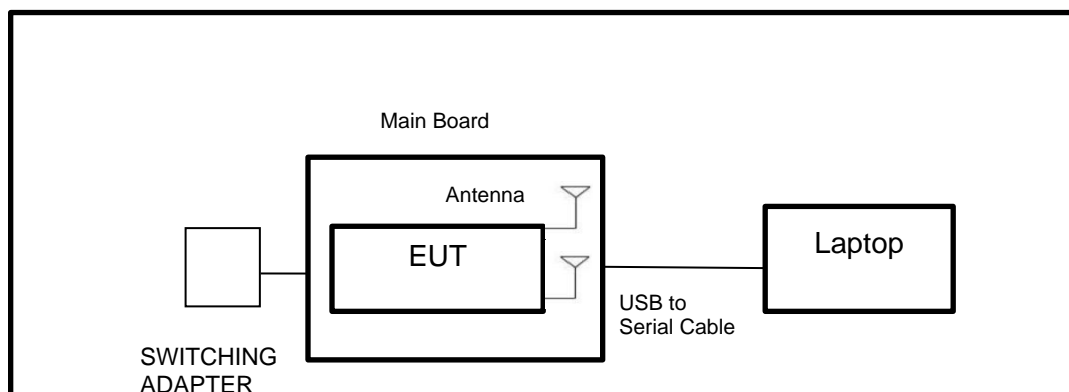 Main Board
Antenna
EUT
Laptop
USB to
Serial Cable
SWITCHING
ADAPTER